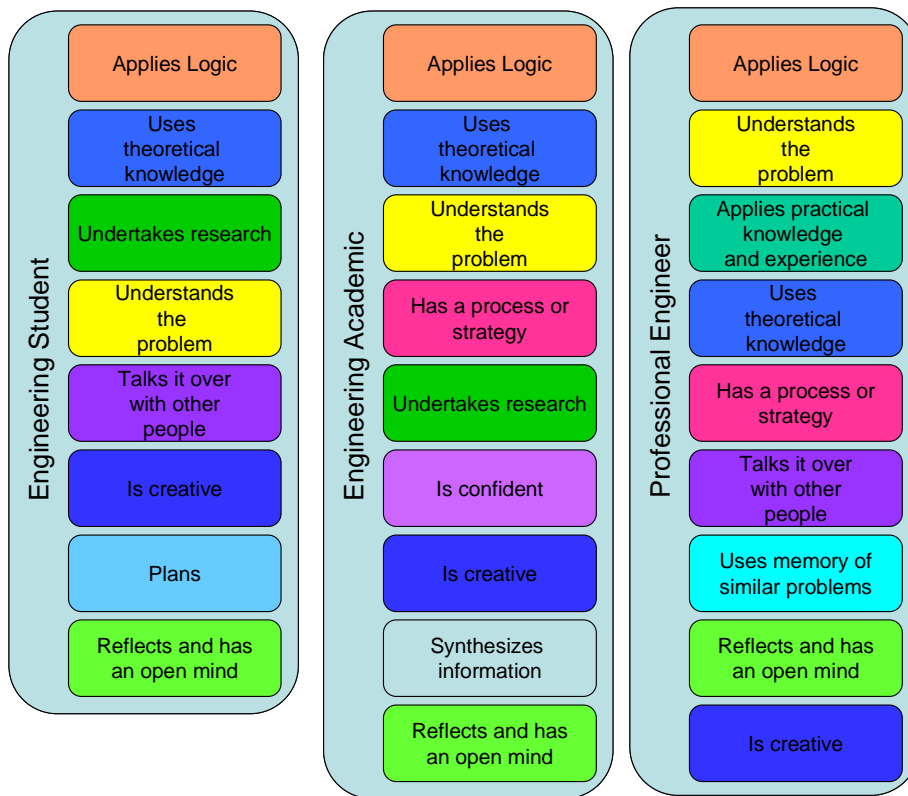 Engineering Student
Applies Logic
Uses
theoretical
knowledge
Undertakes research
Understands
the
problem
Talks it over
with other
people
Is creative
Plans
Reflects and has
an open mind
Engineering Academic
Applies Logic
Uses
theoretical
knowledge
Understands
the
problem
Has a process or
strategy
Undertakes research
Is confident
Is creative
Synthesizes
information
Reflects and has
an open mind
Professional Engineer
Applies Logic
Understands
the
problem
Applies practical
knowledge
and experience
Uses
theoretical
knowledge
Has a process or
strategy
Talks it over
with other
people
Uses memory of
similar problems
Reflects and has
an open mind
Is creative